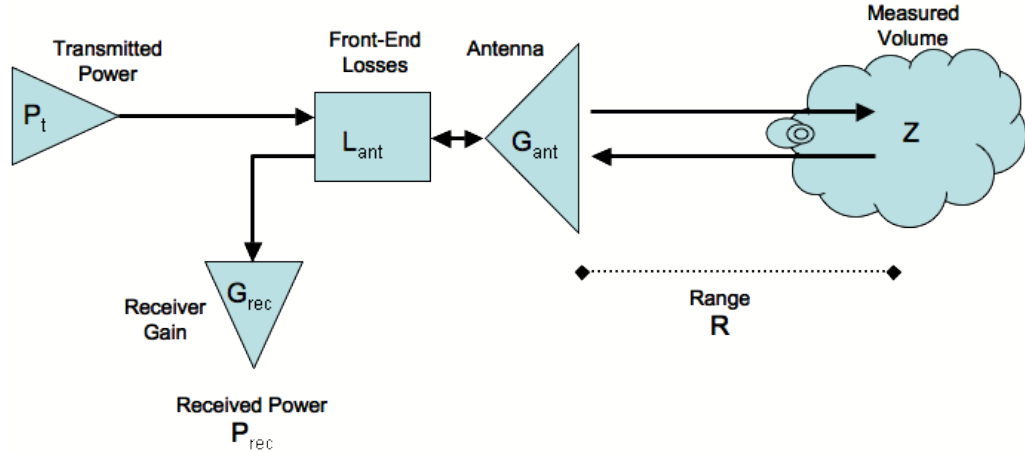 Transmitted
Power
P_t
Front-End
Losses
L_ant
Antenna
G_ant
Measured
Volume
Z
Receiver
Gain
G_rec
Range
R
Received Power
P_rec